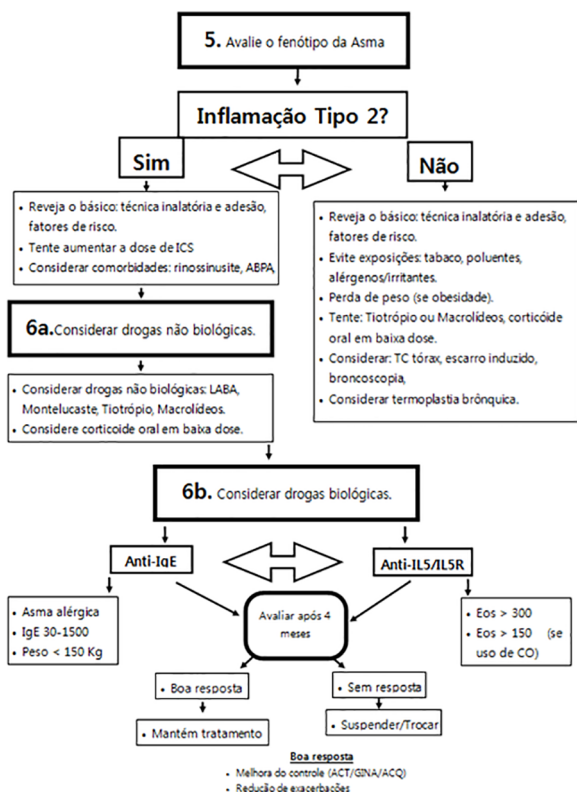 5. Avalie o fenótipo da Asma
Inflamação Tipo 2?
Sim
Não
• Reveja o básico: técnica inalatória e adesão,
fatores de risco.
• Tente aumentar a dose de ICS
• Considerar comorbidades: rinossinusite, ABPA,
• Reveja o básico: técnica inalatória e adesão,
fatores de risco.
• Evite exposições: tabaco, poluentes,
alérgenos/irritantes.
• Perda de peso (se obesidade).
• Tente: Tiotrópio ou Macrolídeos, corticóide
oral em baixa dose.
• Considerar: TC tórax, escarro induzido,
broncoscopia,
• Considerar termoplastia brônquica.
6a.Considerar drogas não biológicas.
• Considerar drogas não biológicas: LABA,
Montelucaste, Tiotrópio, Macrolídeos.
• Considere corticoide oral em baixa dose.
6b. Considerar drogas biológicas.
Anti-IgE
Anti-IL5/IL5R
• Asma alérgica
• IgE 30-1500
• Peso < 150 Kg
Avaliar após 4
meses
• Eos > 300
• Eos > 150 (se
uso de CO)
• Boa resposta
• Sem resposta
• Mantém tratamento
• Suspender/Trocar
Boa resposta
• Melhora do controle (ACT/GINA/ACQ)
• Redução de exacerbações